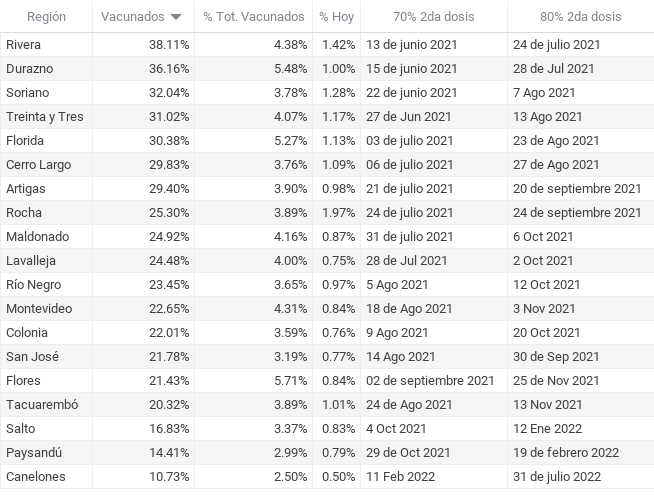 Región Vacunados % Tot. Vacunados % Hoy 70% 2da dosis 80% 2da dosis
Rivera 38.11% 4.38% 1.42% 13 de junio 2021 24 de julio 2021
Durazno 36.16% 5.48% 1.00% 15 de junio 2021 28 de Jul 2021
Soriano 32.04% 3.78% 1.28% 22 de junio 2021 7 Ago 2021
Treinta y Tres 31.02% 4.07% 1.17% 27 de Jun 2021 13 Ago 2021
Florida 30.38% 5.27% 1.13% 03 de julio 2021 23 de Ago 2021
Cerro Largo 29.83% 3.76% 1.09% 06 de julio 2021 27 de Ago 2021
Artigas 29.40% 3.90% 0.98% 21 de julio 2021 20 de septiembre 2021
Rocha 25.30% 3.89% 1.97% 24 de julio 2021 24 de septiembre 2021
Maldonado 24.92% 4.16% 0.87% 31 de julio 2021 6 Oct 2021
Lavalleja 24.48% 4.00% 0.75% 28 de Jul 2021 2 Oct 2021
Río Negro 23.45% 3.65% 0.97% 5 Ago 2021 12 Oct 2021
Montevideo 22.65% 4.31% 0.84% 18 de Ago 2021 3 Nov 2021
Colonia 22.01% 3.59% 0.76% 9 Ago 2021 20 Oct 2021
San José 21.78% 3.19% 0.77% 14 Ago 2021 30 de Sep 2021
Flores 21.43% 5.71% 0.84% 02 de septiembre 2021 25 de Nov 2021
Tacuarembó 20.32% 3.89% 1.01% 24 de Ago 2021 13 Nov 2021
Salto 16.83% 3.37% 0.83% 4 Oct 2021 12 Ene 2022
Paysandú 14.41% 2.99% 0.79% 29 de Oct 2021 19 de febrero 2022
Canelones 10.73% 2.50% 0.50% 11 Feb 2022 31 de julio 2022